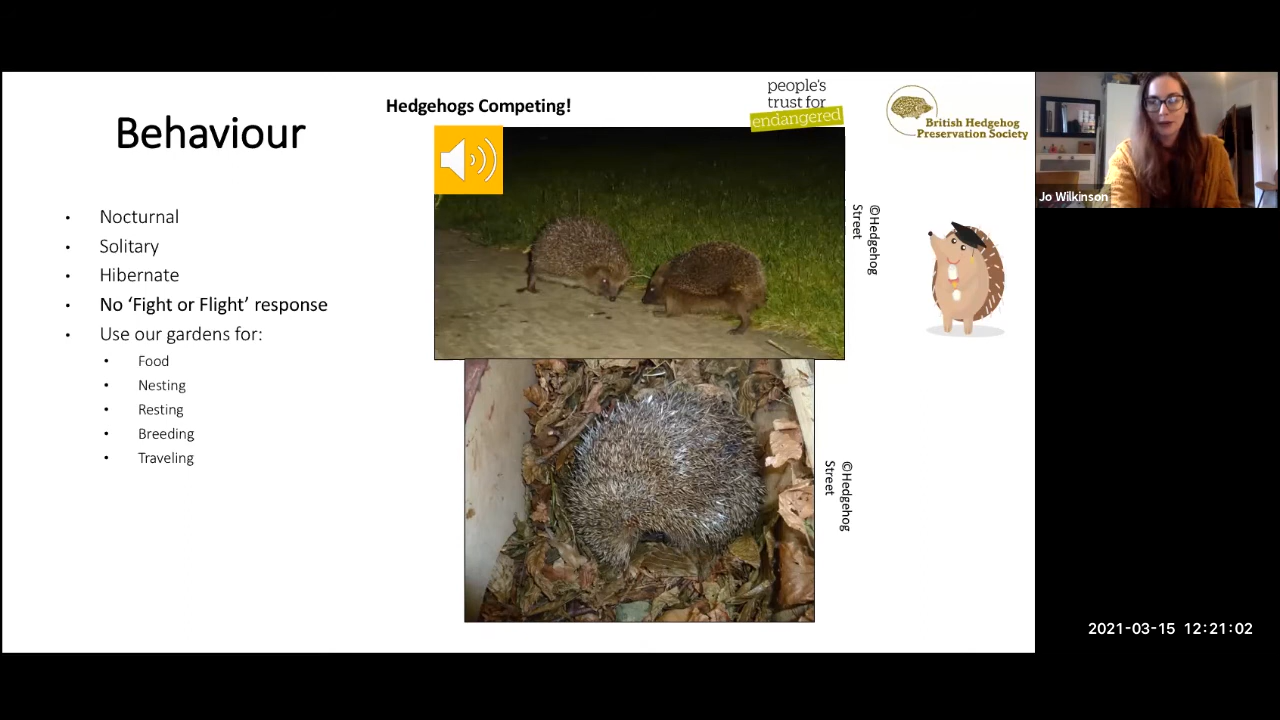 Behaviour
Hedgehogs Competing!
people's
trust for
endangered
British Hedgehog
Preservation Society
• Nocturnal
• Solitary
• Hibernate
• No ‘Fight or Flight’ response
• Use our gardens for:
• Food
• Nesting
• Resting
• Breeding
• Traveling
©Hedgehog
Street
©Hedgehog
Street
Jo Wilkinson
2021-03-15 12:21:02